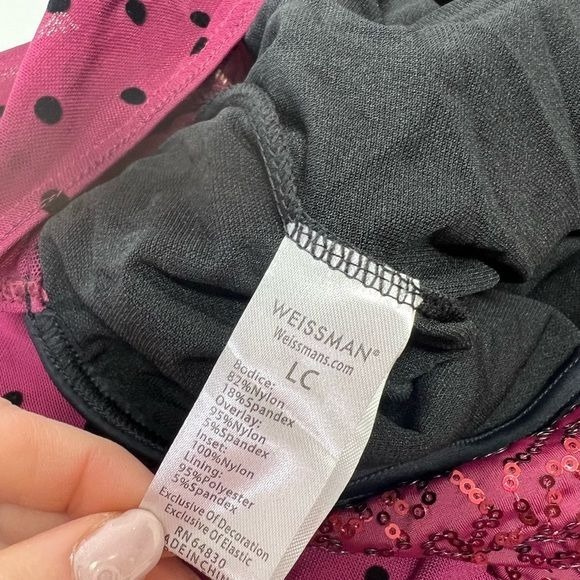 WEISSMAN®
Weissmans.com
LC
Bodice:
82%Nylon
18%Spandex
Overlay:
95%Nylon
5%Spandex
Inset:
100%Nylon
Lining:
95%Polyester
5%Spandex
Exclusive Of Decoration
Exclusive Of Elastic
RN64830
MADE IN CHINA